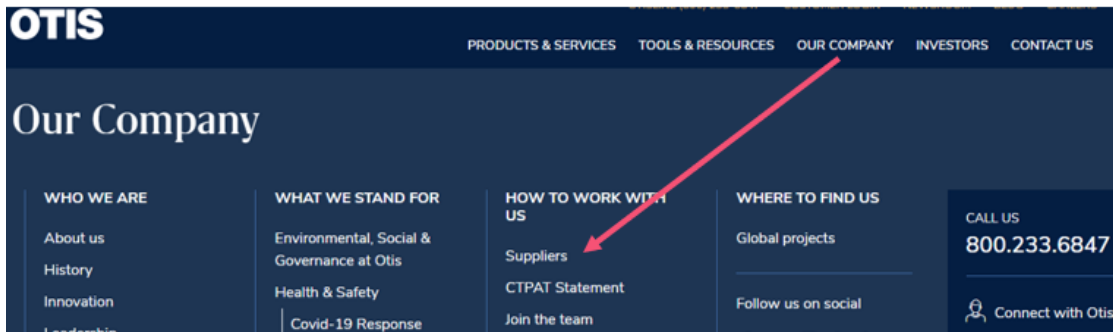 OTIS
PRODUCTS & SERVICES TOOLS & RESOURCES OUR COMPANY INVESTORS CONTACT US
Our Company
WHO WE ARE
About us
History
Innovation
Leadership
WHAT WE STAND FOR
Environmental, Social &
Governance at Otis
Health & Safety
Covid-19 Response
HOW TO WORK WITH
US
Suppliers
CTPAT Statement
Join the team
WHERE TO FIND US
Global projects
Follow us on social
CALL US
800.233.6847
Connect with Otis